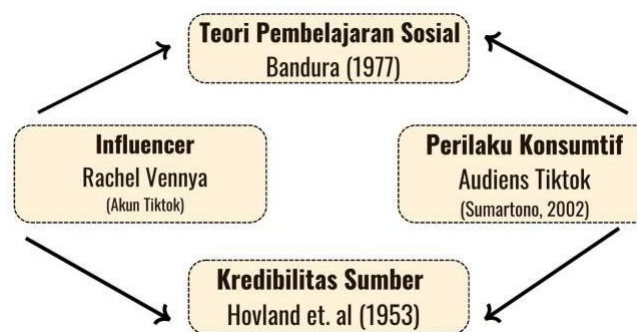 Teori Pembelajaran Sosial
Bandura (1977)
Influencer
Rachel Vennya
(Akun Tiktok)
Perilaku Konsumtif
Audiens Tiktok
(Sumartono, 2002)
Kredibilitas Sumber
Hovland et. al (1953)